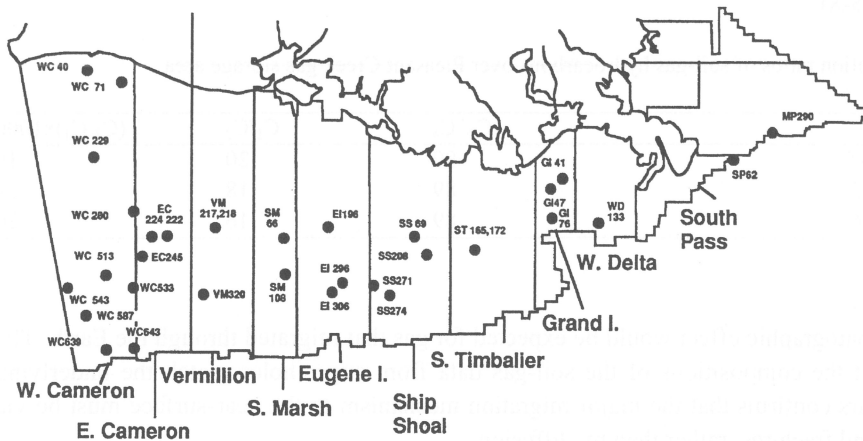 WC 40
WC 71
WC 229
WC 280
WC 513
WC 543
WC533
WC 587
WC639
WC643
EC
224 222
EC245
VM
217,218
VM320
SM
66
SM
108
EI196
EI 296
EI 306
SS 69
SS208
SS271
SS274
ST 165,172
GI 41
GI47
GI
76
WD
133
MP290
SP62
South
Pass
W. Delta
Grand I.
S. Timbalier
Ship
Shoal
Eugene I.
S. Marsh
Vermillion
W. Cameron
E. Cameron